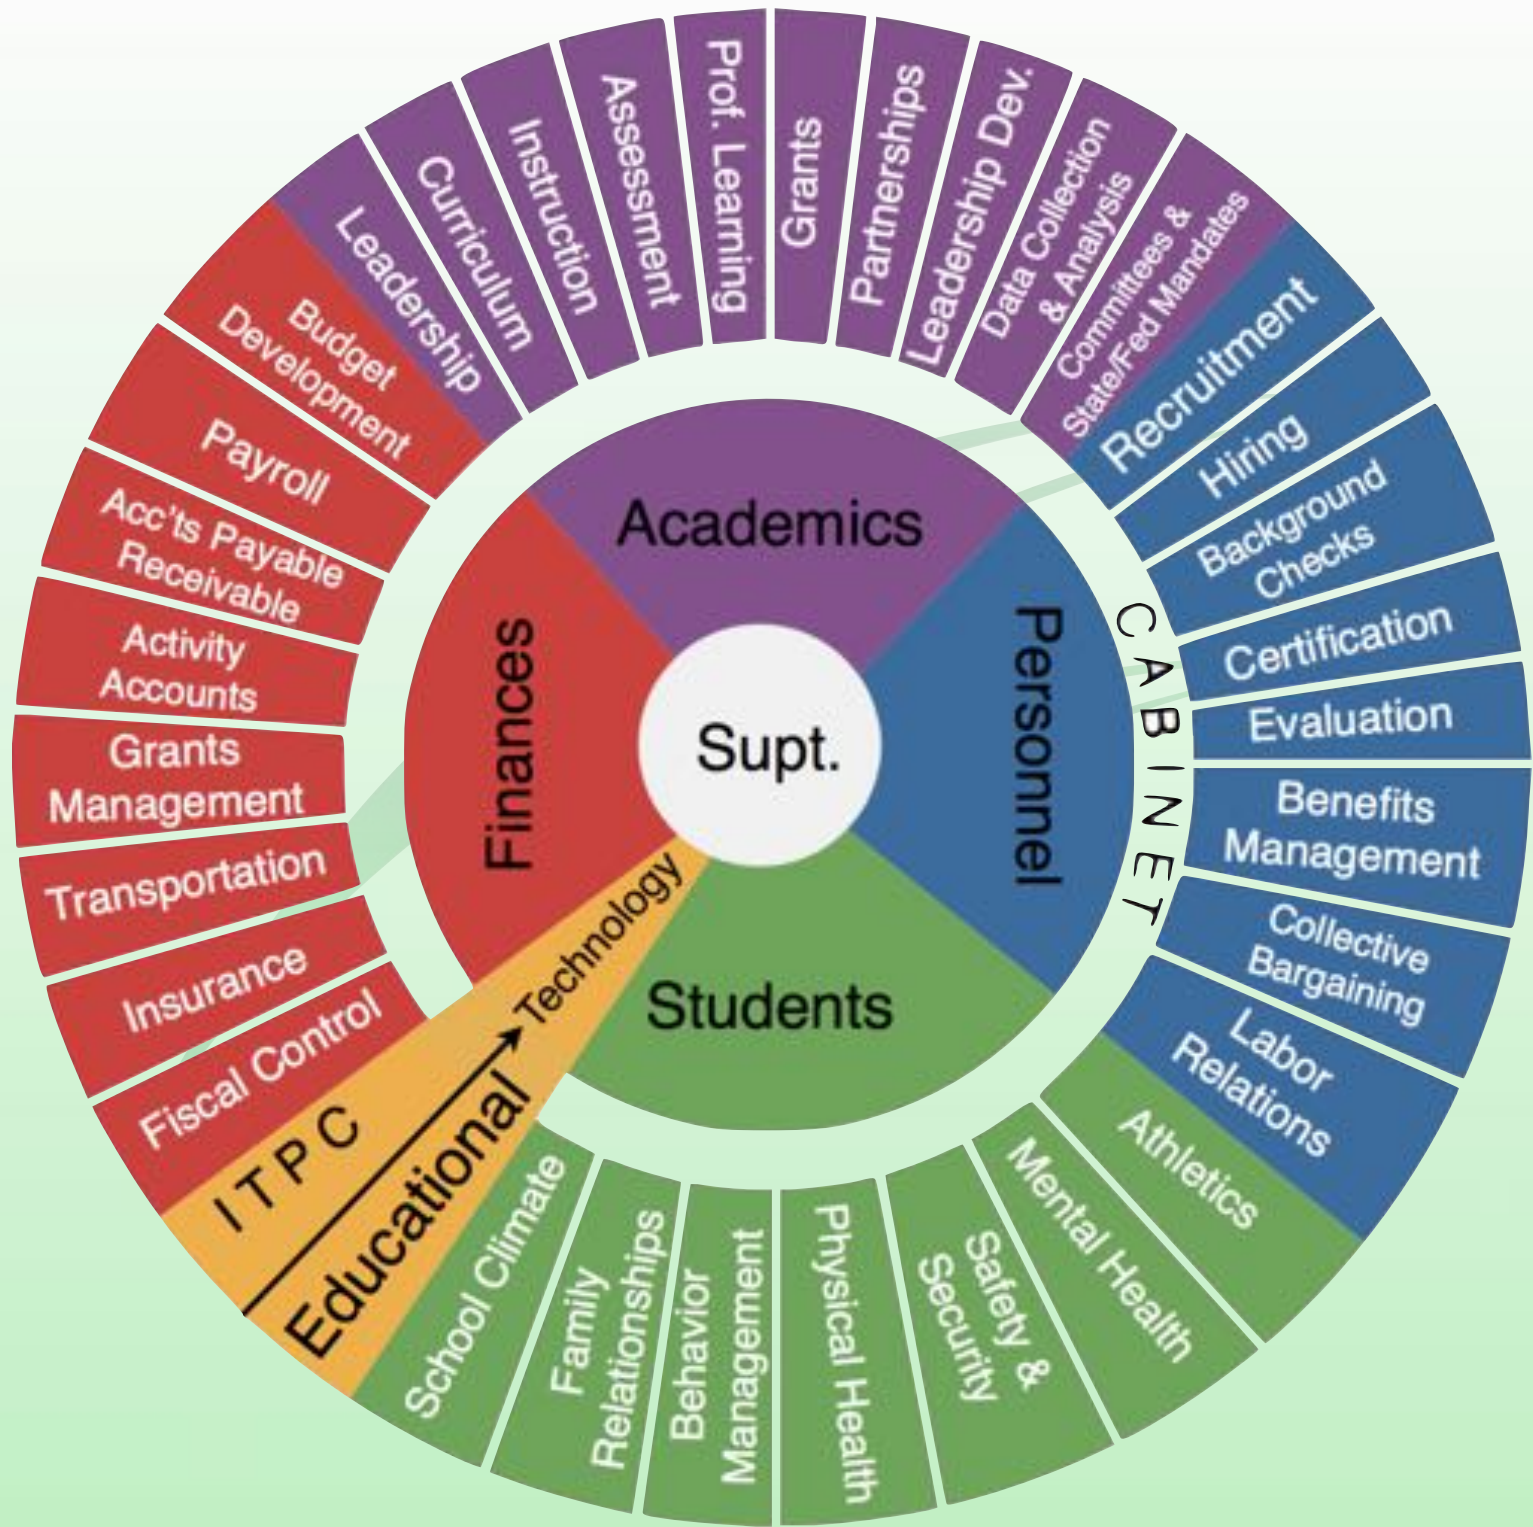 Supt.
Academics
Personnel
Students
Finances
Technology
Educational
I T P C
CABINET
Leadership
Curriculum
Instruction
Assessment
Prof. Learning
Grants
Partnerships
Leadership Dev.
Data Collection
& Analysis
Committees &
State/Fed Mandates
Recruitment
Hiring
Background
Checks
Certification
Evaluation
Benefits
Management
Collective
Bargaining
Labor
Relations
Athletics
Mental Health
Safety &
Security
Physical Health
Behavior
Management
Family
Relationships
School Climate
Fiscal Control
Insurance
Transportation
Grants
Management
Activity
Accounts
Acc'ts Payable
Receivable
Payroll
Budget
Development